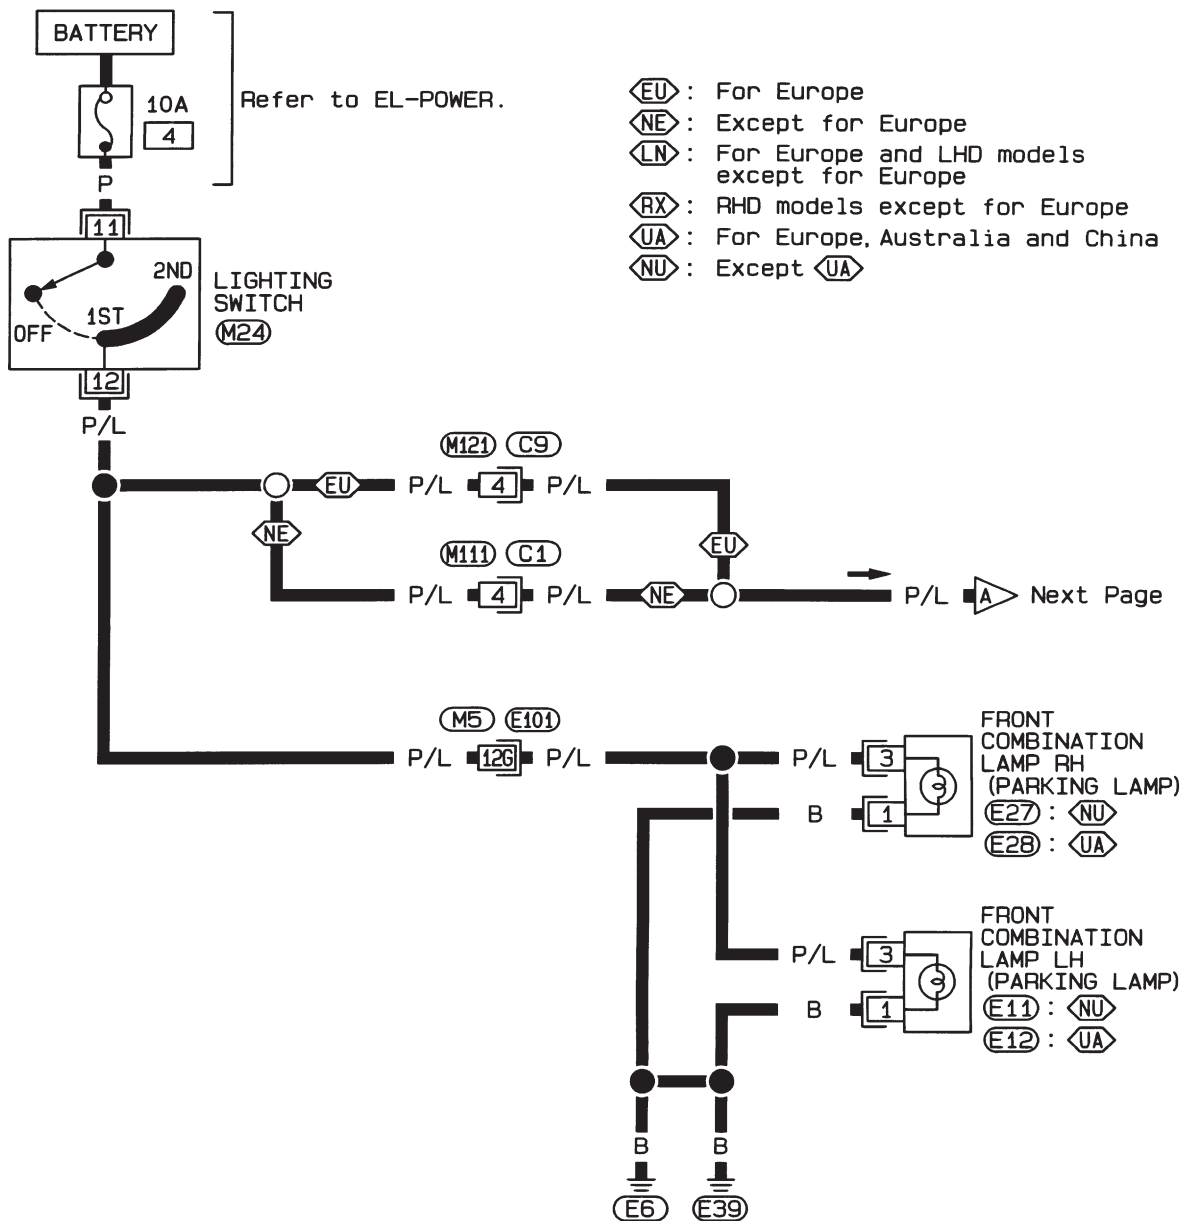 BATTERY
10A
4
Refer to EL-POWER.
P
11
2ND
1ST
OFF
LIGHTING
SWITCH
M24
12
P/L
EU : For Europe
NE : Except for Europe
LN : For Europe and LHD models
except for Europe
RX : RHD models except for Europe
UA : For Europe, Australia and China
NU : Except UA
M121 C9
EU P/L 4 P/L
NE
EU
M111 C1
P/L 4 P/L NE P/L A Next Page
M5 E101
P/L 12G P/L P/L 3
B 1
FRONT
COMBINATION
LAMP RH
(PARKING LAMP)
E27 : NU
E28 : UA
P/L 3
B 1
FRONT
COMBINATION
LAMP LH
(PARKING LAMP)
E11 : NU
E12 : UA
B B
E6 E39